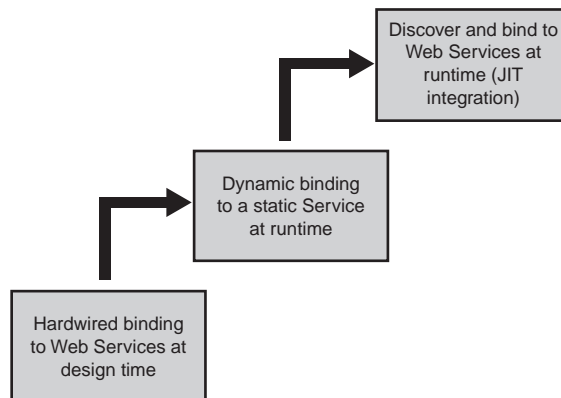 Discover and bind to
Web Services at
runtime (JIT
integration)
Dynamic binding
to a static Service
at runtime
Hardwired binding
to Web Services at
design time